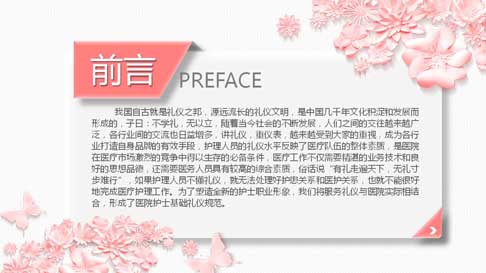 前言 PREFACE
我国自古就是礼仪之邦，源远流长的礼仪文明，是中国几千年文化积淀和发展而
形成的，子曰：不学礼，无以立，随着当今社会的不断发展，人们之间的交往越来越广
泛，各行业间的交流也日益增多，讲礼仪，重仪表，越来越受到大家的重视，成为各行
业打造自身品牌的有效手段，护理人员的礼仪水平反映了医疗队伍的整体素质，是医院
在医疗市场激烈的竞争中得以生存的必备条件，医疗工作不仅需要精湛的业务技术和良
好的思想品德，还需要医务人员具有较高的综合素质，俗话说“有礼走遍天下，无礼寸
步难行”，如果护理人员不懂礼仪，就无法处理好护患关系和医护关系，也就不能很好
地完成医疗护理工作。为了塑造全新的护士职业形象，我们将服务礼仪与医院实际相结
合，形成了医院护士基础礼仪规范。